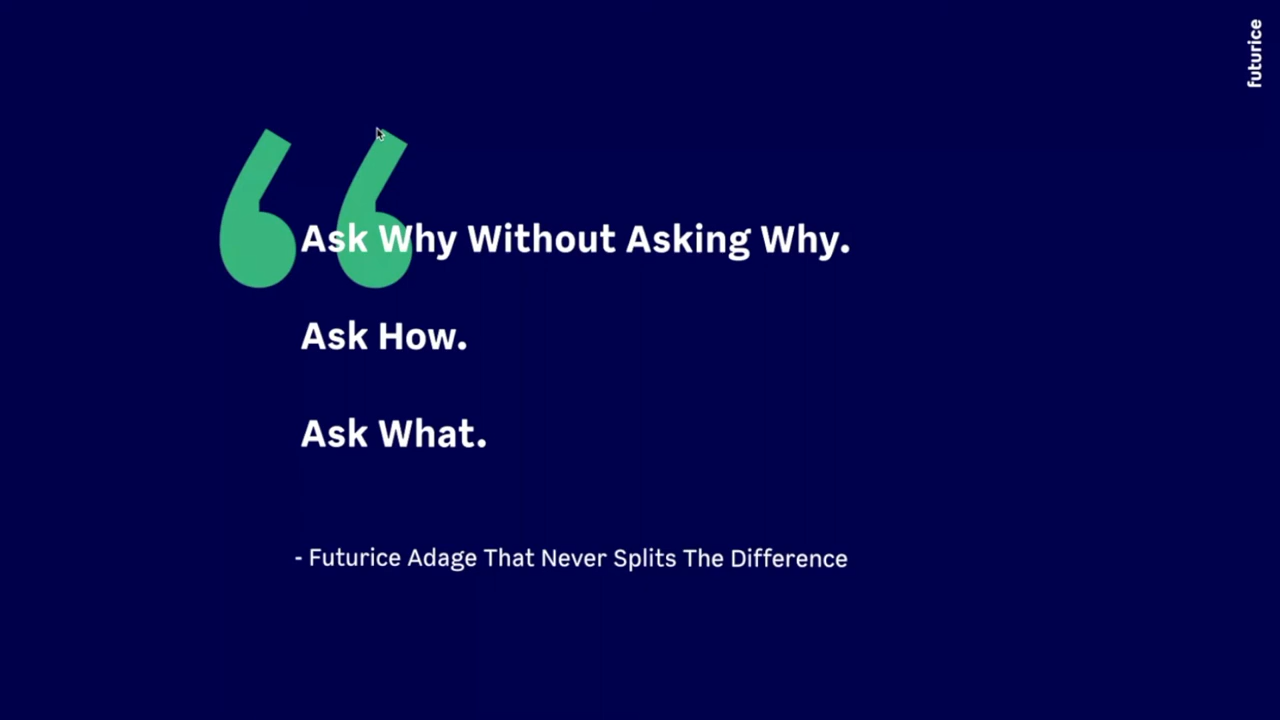 futurice
Ask Why Without Asking Why.
Ask How.
Ask What.
- Futurice Adage That Never Splits The Difference